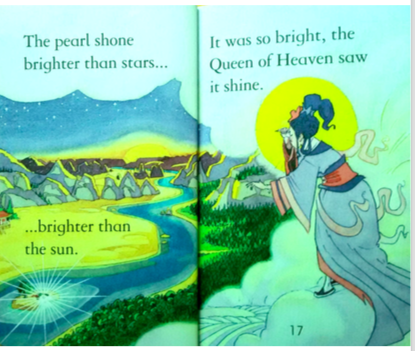 The pearl shone
brighter than stars...
...brighter than
the sun.
It was so bright, the
Queen of Heaven saw
it shine.
17